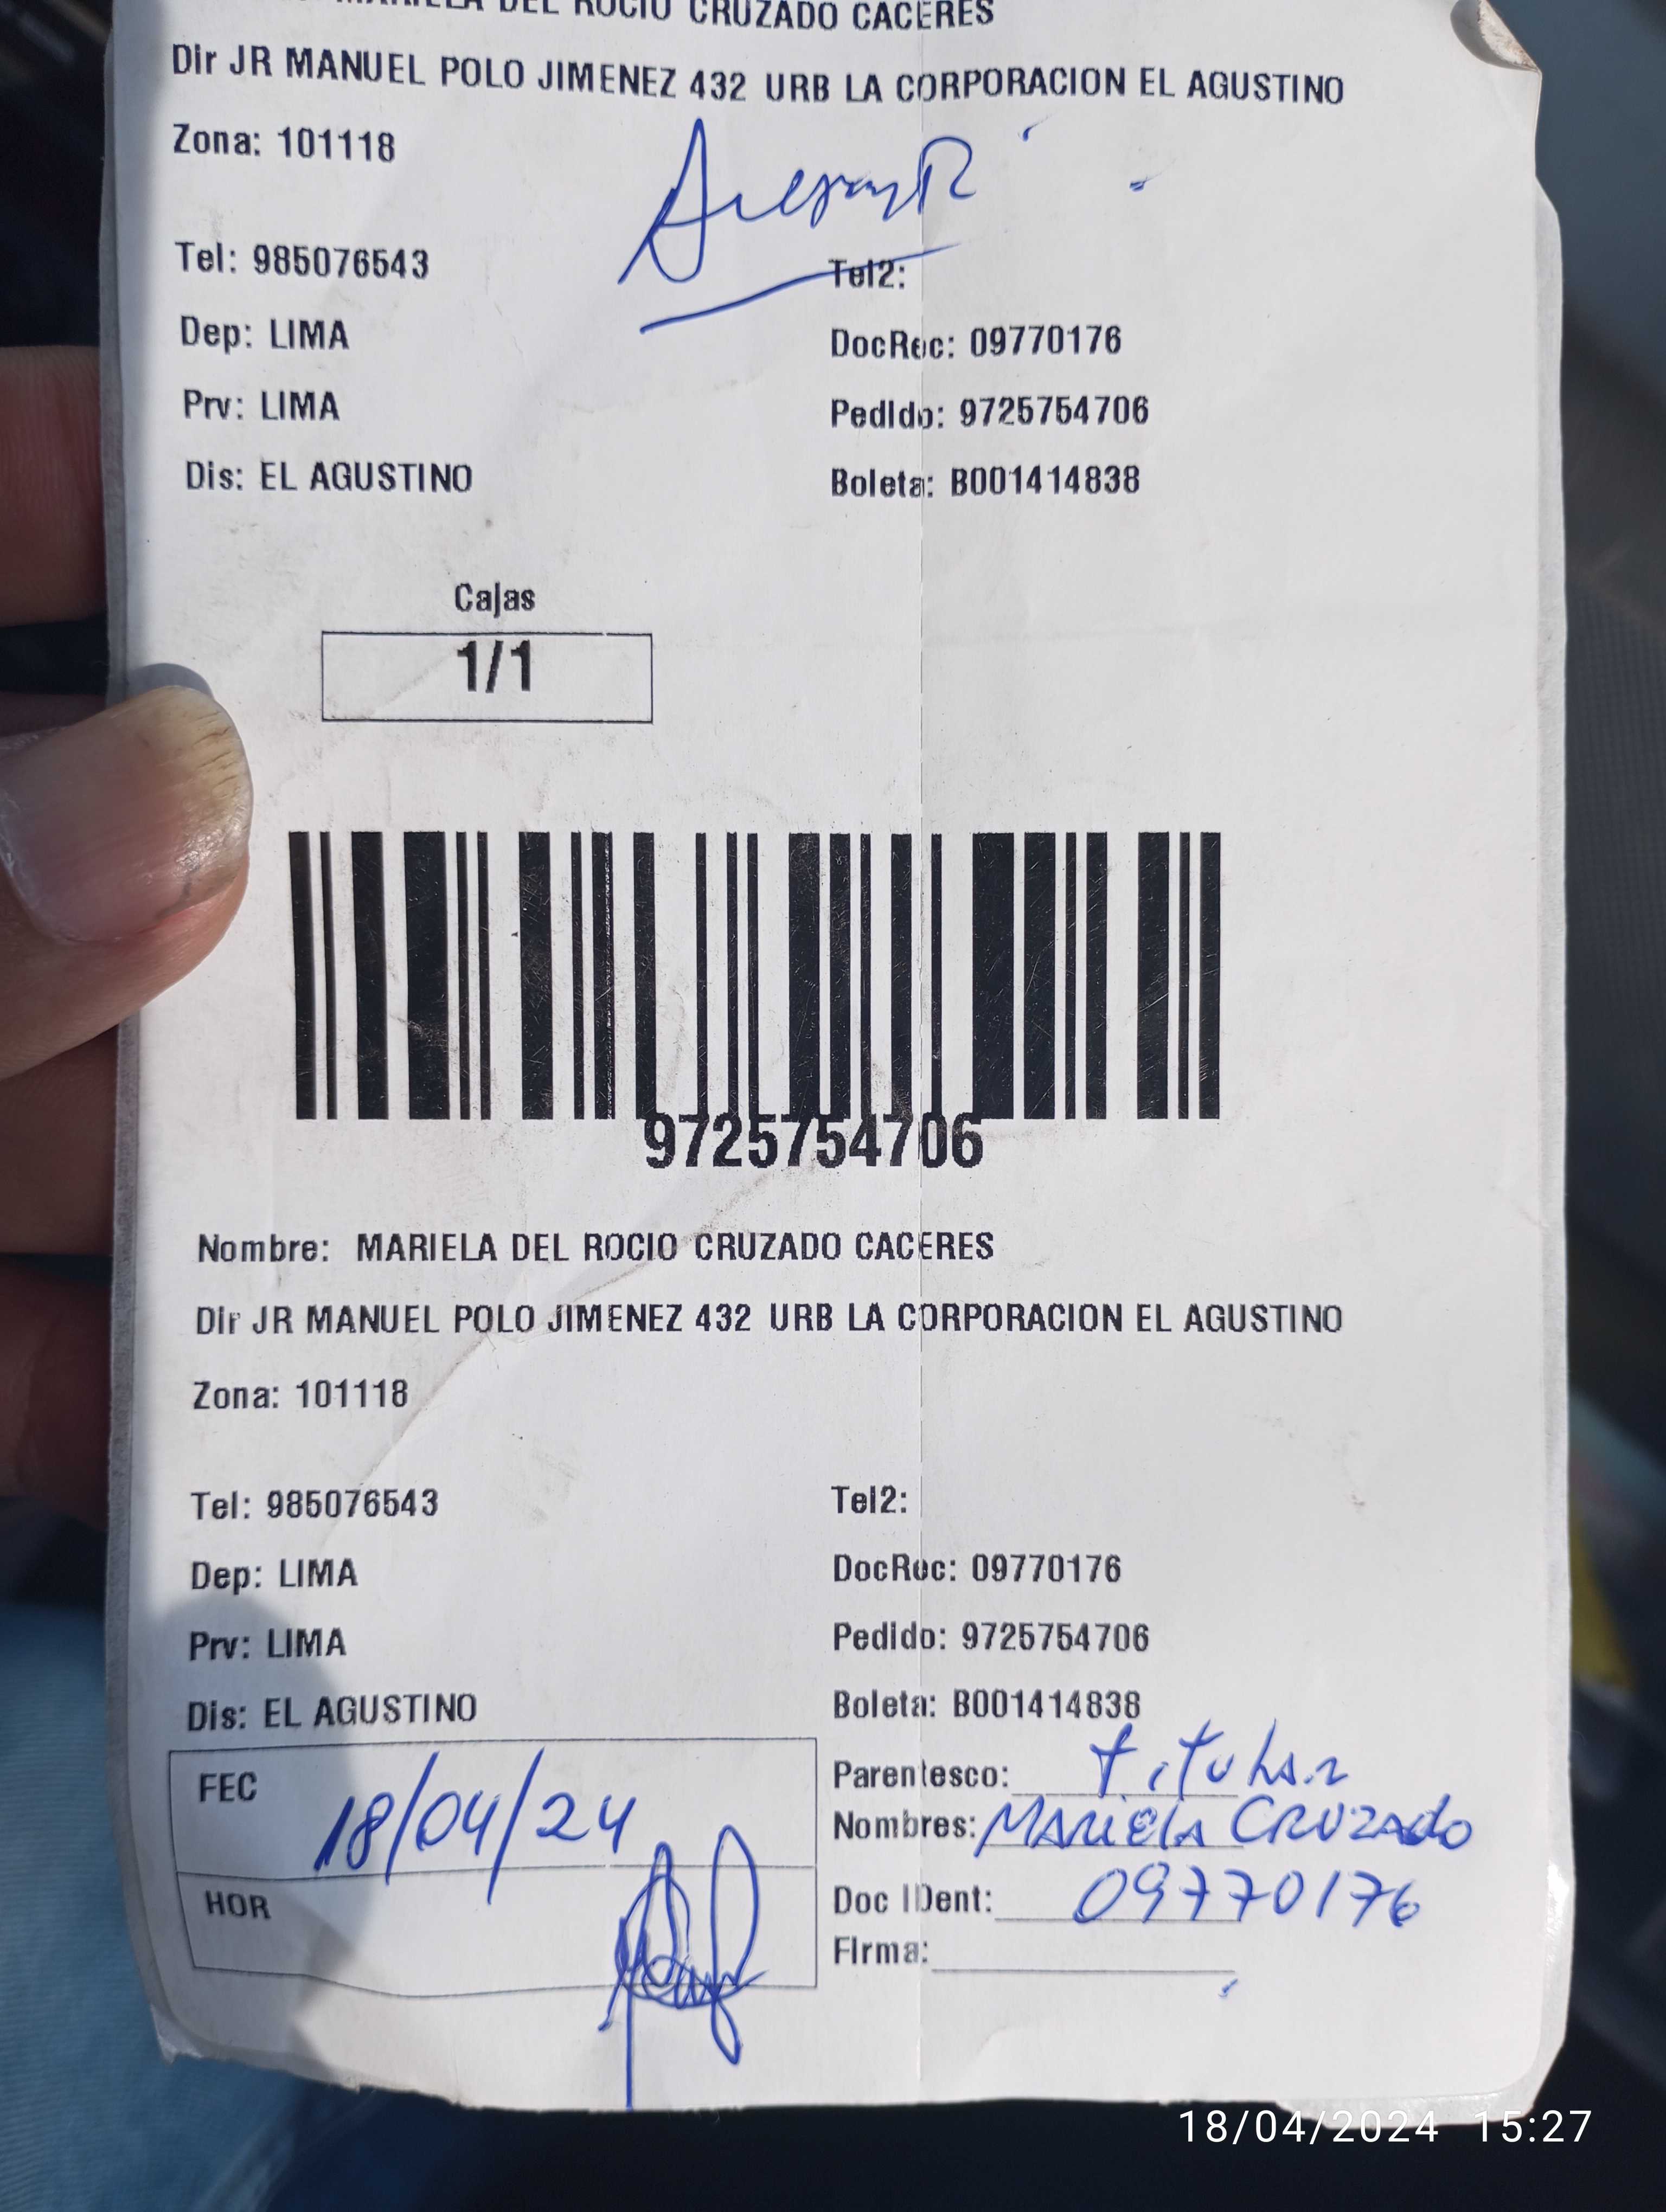 MARIELA DEL ROCIO CRUZADO CACERES
Dir JR MANUEL POLO JIMENEZ 432 URB LA CORPORACION EL AGUSTINO
Zona: 101118
Tel: 985076543 Tel2:
Dep: LIMA DocRec: 09770176
Prv: LIMA Pedido: 9725754706
Dis: EL AGUSTINO Boleta: B001414838
Cajas
1/1
9725754706
Nombre: MARIELA DEL ROCIO CRUZADO CACERES
Dir JR MANUEL POLO JIMENEZ 432 URB LA CORPORACION EL AGUSTINO
Zona: 101118
Tel: 985076543 Tel2:
Dep: LIMA DocRec: 09770176
Prv: LIMA Pedido: 9725754706
Dis: EL AGUSTINO Boleta: B001414838
FEC 18/04/24 Parentesco: titular
Nombres: MARIELA CRUZADO
HOR Doc IDent: 09770176
Firma:
18/04/2024 15:27